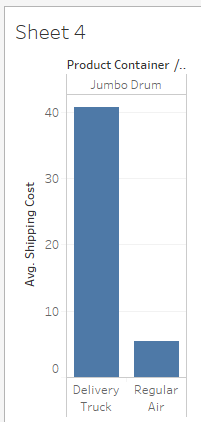 Sheet 4
Product Container /..
Jumbo Drum
40
30
20
10
0
Avg. Shipping Cost
Delivery
Truck
Regular
Air